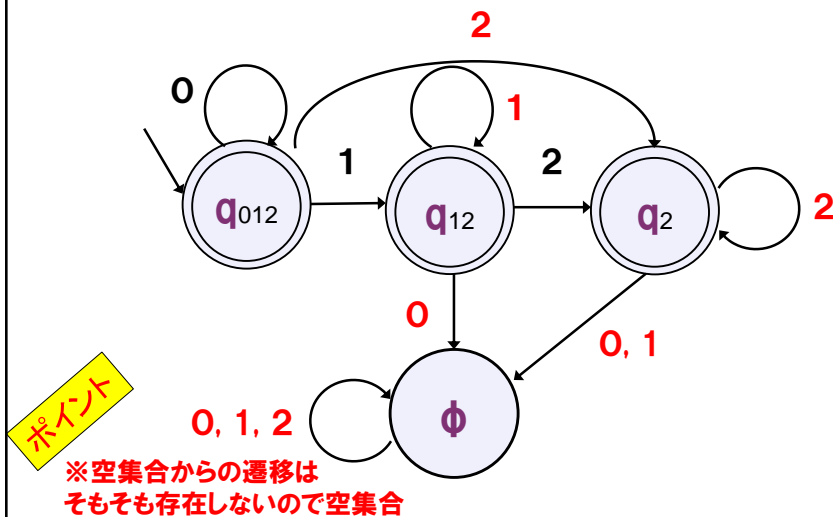 2
0
1
1
2
2
q012
q12
q2
0
0, 1
ポイント
0, 1, 2
φ
※空集合からの遷移は
そもそも存在しないので空集合